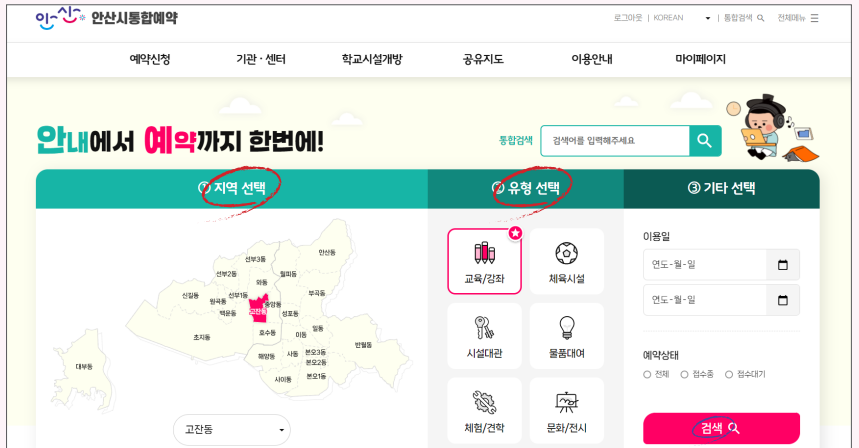 안산시통합예약
로그아웃 | KOREAN | 통합검색 전체메뉴
예약신청 기관·센터 학교시설개방 공유지도 이용안내 마이페이지
안내에서 예약까지 한번에!
통합검색 검색어를 입력해주세요
① 지역 선택
안산동
선부3동
선부2동 와동 월피동
신길동 원곡동 선부1동 부곡동
백운동 고잔동 중앙동 성포동
초지동 호수동 이동 일동
반월동
해양동 사동 본오3동
본오2동
사이동 본오1동
대부동
고잔동
② 유형 선택
교육/강좌 체육시설
시설대관 물품대여
체험/견학 문화/전시
③ 기타 선택
이용일
연도-월-일
연도-월-일
예약상태
전체 접수중 접수대기
검색